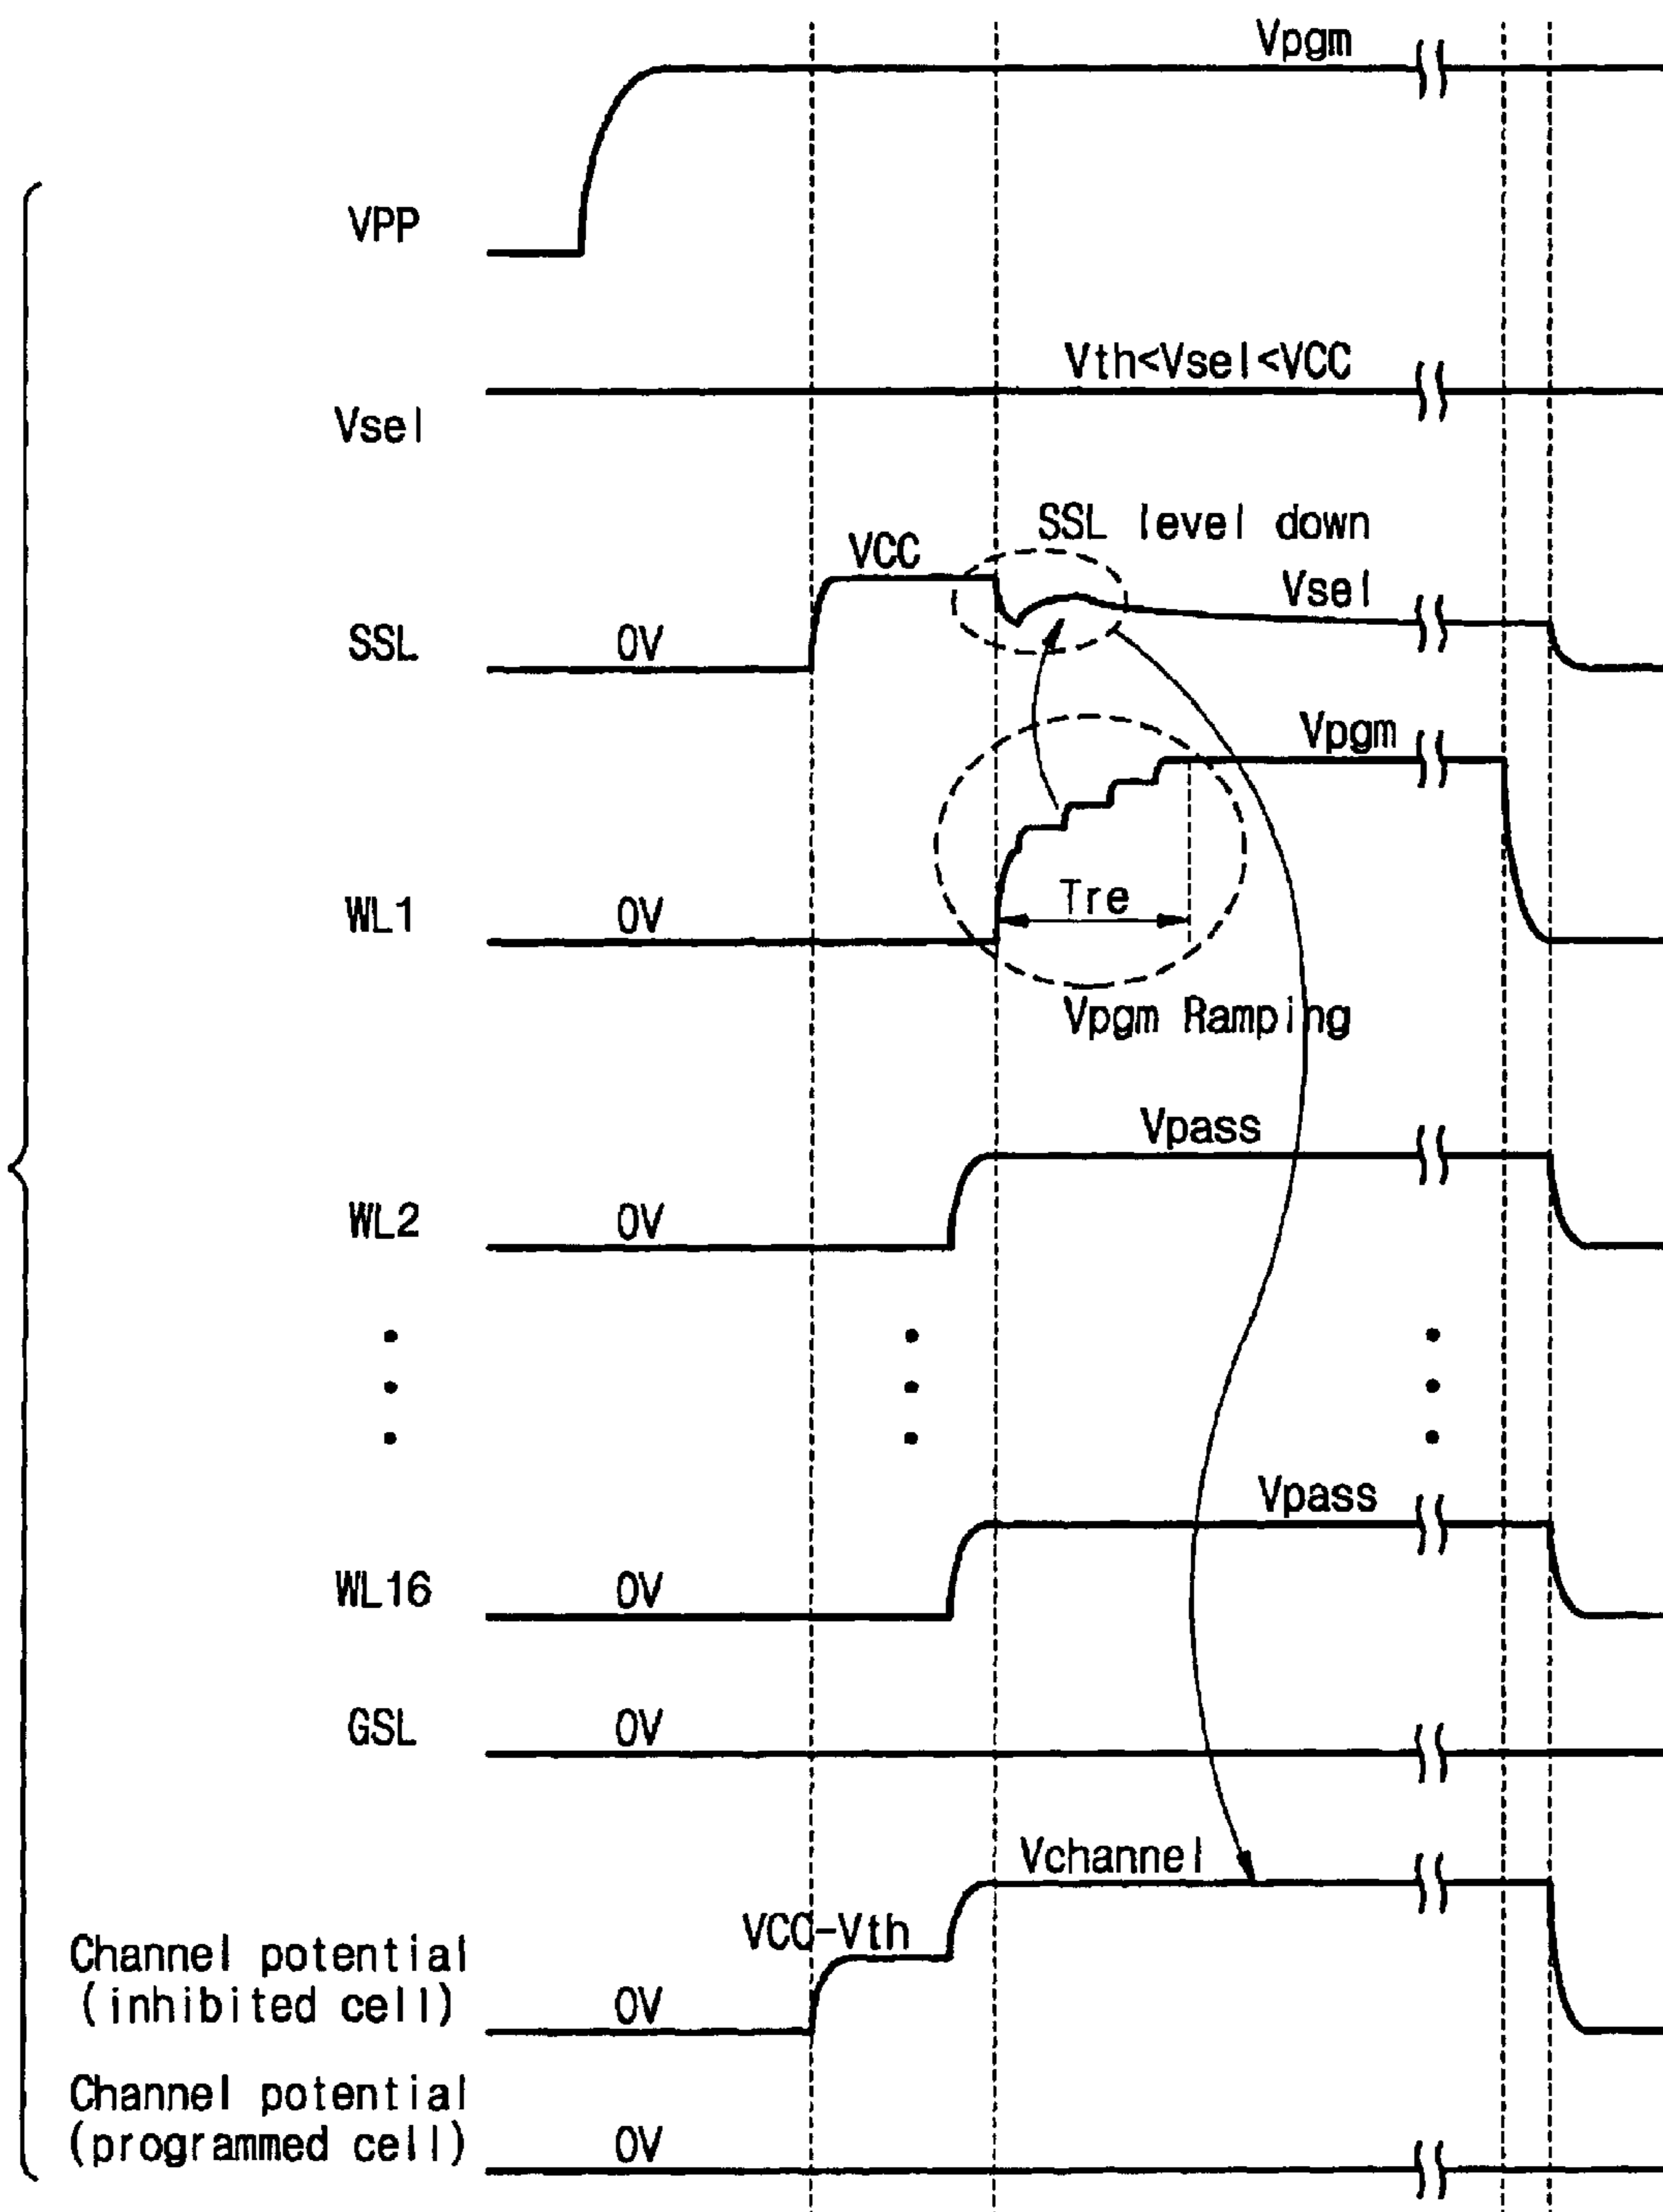 Vpgm
VPP
Vth<Vsel<VCC
Vsel
SSL level down
VCC
Vsel
SSL
0V
Vpgm
Tre
WL1
0V
Vpgm Ramping
Vpass
WL2
0V
Vpass
WL16
0V
GSL
0V
Vchannel
VCC-Vth
Channel potential
(inhibited cell)
0V
Channel potential
(programmed cell)
0V